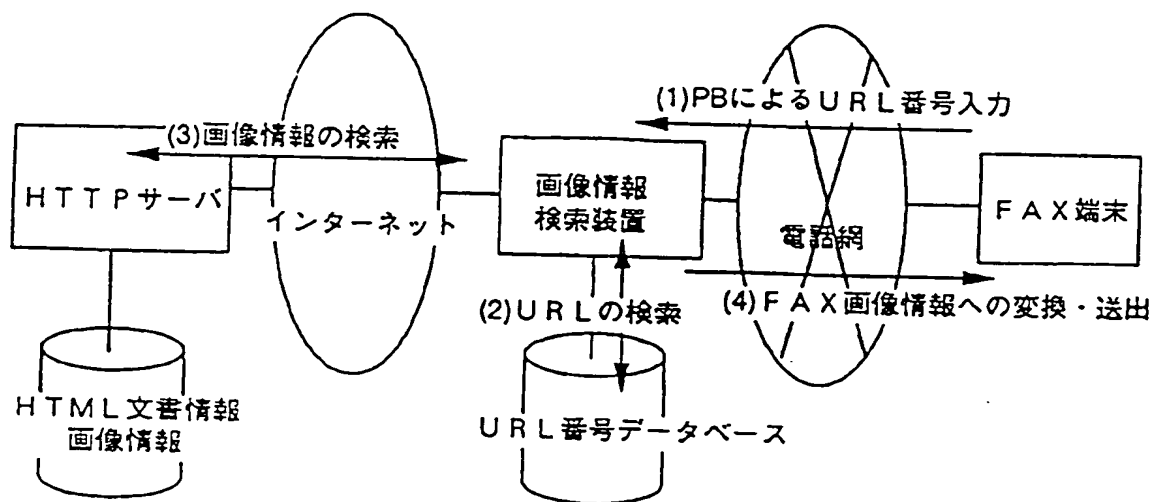 (1)PBによるURL番号入力
(3)画像情報の検索
HTTPサーバ
インターネット
画像情報
検索装置
電話網
FAX端末
(2)URLの検索
(4)FAX画像情報への変換・送出
HTML文書情報
画像情報
URL番号データベース